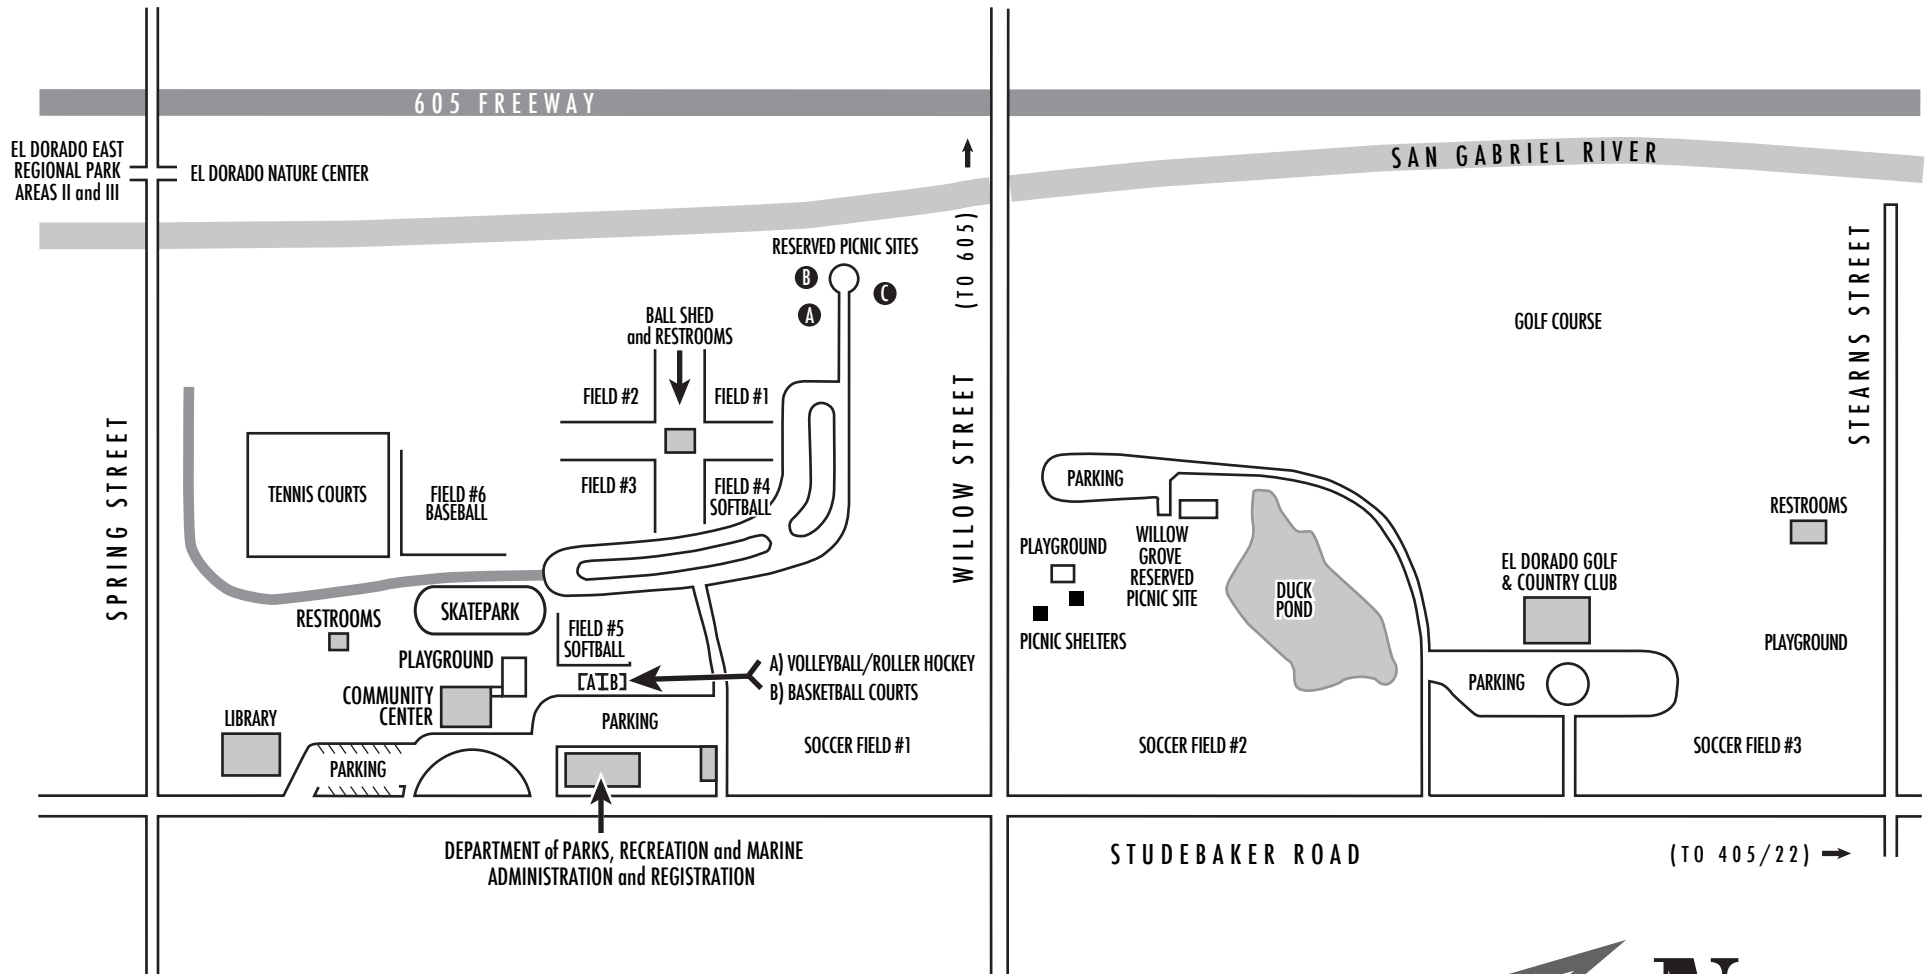 605 FREEWAY
SAN GABRIEL RIVER
EL DORADO EAST
REGIONAL PARK
AREAS II and III
EL DORADO NATURE CENTER
(TO 605)
RESERVED PICNIC SITES
B
C
A
BALL SHED
and RESTROOMS
FIELD #2
FIELD #1
FIELD #3
FIELD #4
SOFTBALL
SPRING STREET
WILLOW STREET
STEARNS STREET
GOLF COURSE
TENNIS COURTS
FIELD #6
BASEBALL
PARKING
WILLOW
GROVE
RESERVED
PICNIC SITE
PLAYGROUND
PICNIC SHELTERS
DUCK
POND
EL DORADO GOLF
& COUNTRY CLUB
RESTROOMS
PLAYGROUND
PARKING
RESTROOMS
SKATEPARK
FIELD #5
SOFTBALL
PLAYGROUND
A B
A) VOLLEYBALL/ROLLER HOCKEY
B) BASKETBALL COURTS
COMMUNITY
CENTER
LIBRARY
PARKING
PARKING
SOCCER FIELD #1
SOCCER FIELD #2
SOCCER FIELD #3
DEPARTMENT of PARKS, RECREATION and MARINE
ADMINISTRATION and REGISTRATION
STUDEBAKER ROAD
(TO 405/22)
N